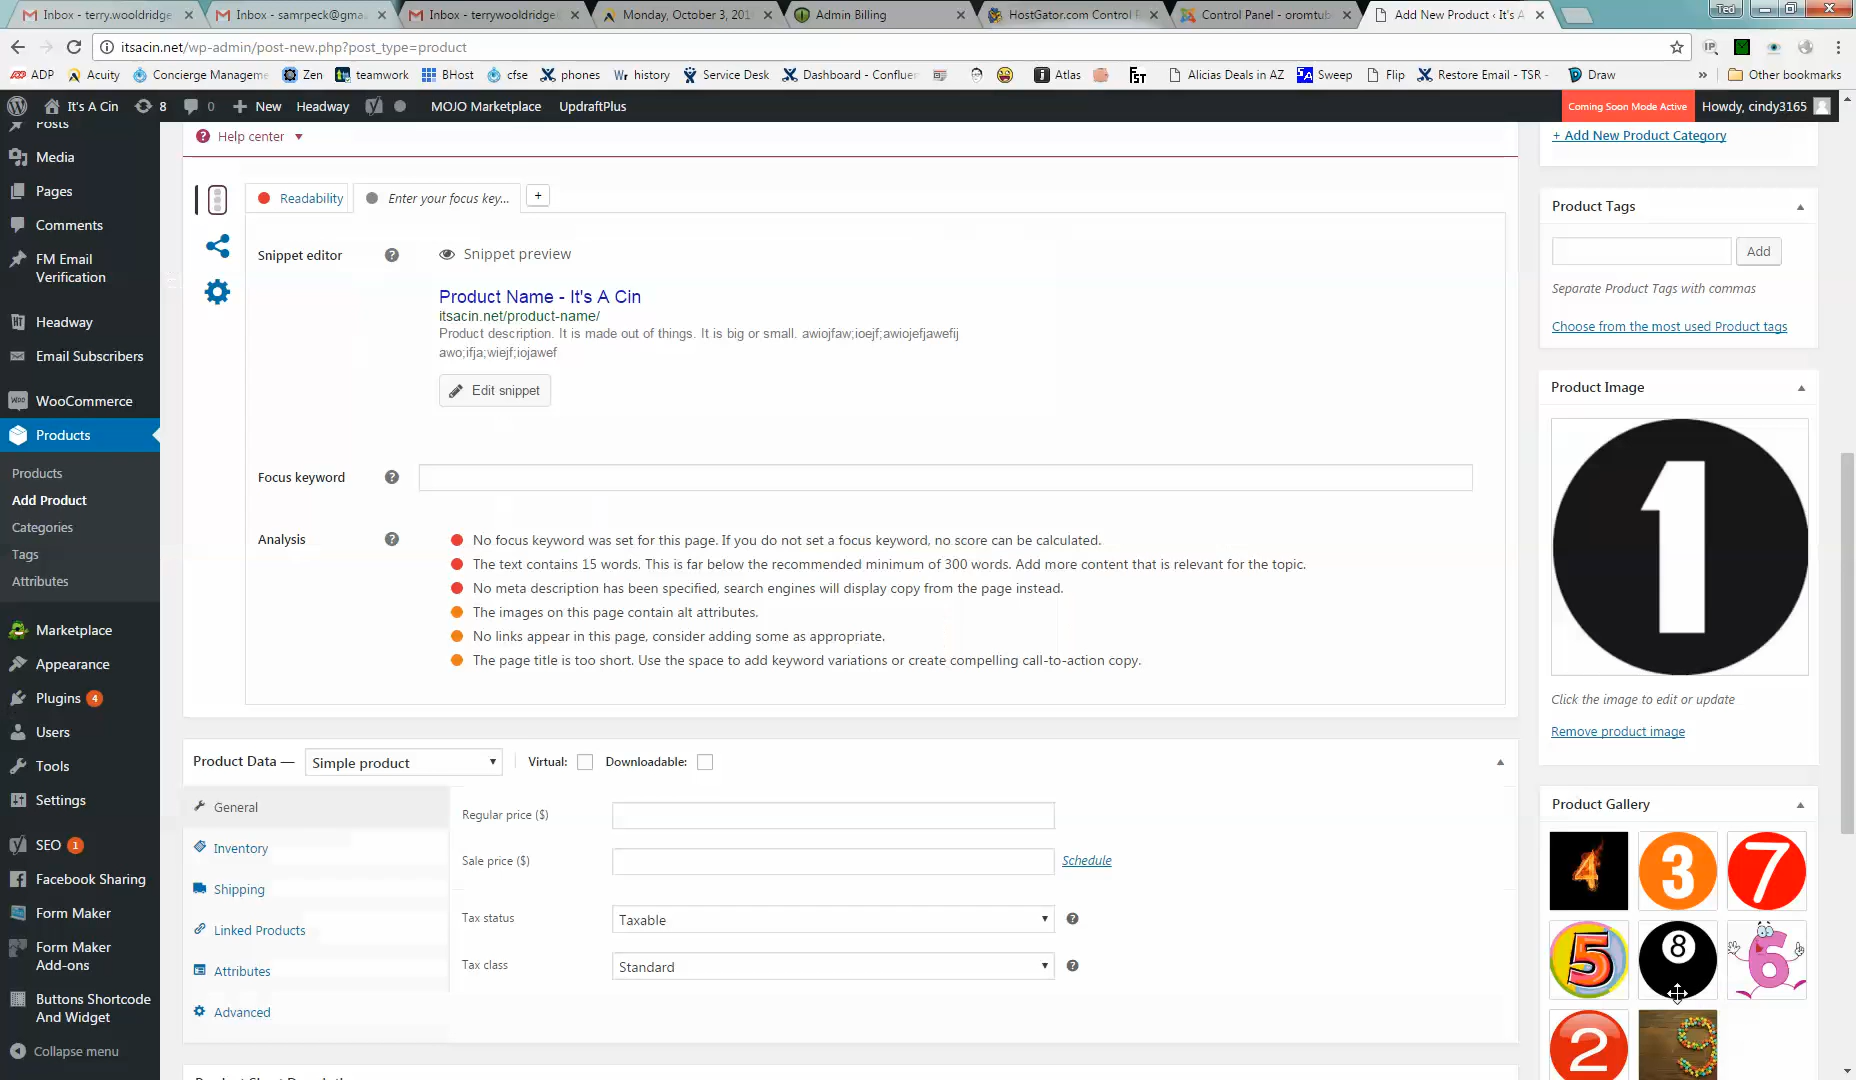 Inbox - terry.wooldridge
Inbox - samrpeck@gma
Inbox - terrywooldridge
Monday, October 3, 201
Admin Billing
HostGator.com Control
Control Panel - oromtub
Add New Product ‹ It's A
Ted
itsacin.net/wp-admin/post-new.php?post_type=product
ADP
Acuity
Concierge Manageme
Zen
teamwork
BHost
cfse
phones
Wr history
Service Desk
Dashboard - Confluen
Atlas
FST
Alicias Deals in AZ
Sweep
Flip
Restore Email - TSR -
Draw
»
Other bookmarks
It's A Cin
8
0
+ New
Headway
MOJO Marketplace
UpdraftPlus
Coming Soon Mode Active
Howdy, cindy3165
Posts
Media
Pages
Comments
FM Email
Verification
Headway
Email Subscribers
WooCommerce
Products
Products
Add Product
Categories
Tags
Attributes
Marketplace
Appearance
Plugins 4
Users
Tools
Settings
SEO 1
Facebook Sharing
Form Maker
Form Maker
Add-ons
Buttons Shortcode
And Widget
Collapse menu
Help center
Readability
Enter your focus key...
+
Snippet editor
Snippet preview
Product Name - It's A Cin
itsacin.net/product-name/
Product description. It is made out of things. It is big or small. awiojfaw;ioejf;awiojefjawefij
awo;ifja;wiejf;iojawef
Edit snippet
Focus keyword
Analysis
No focus keyword was set for this page. If you do not set a focus keyword, no score can be calculated.
The text contains 15 words. This is far below the recommended minimum of 300 words. Add more content that is relevant for the topic.
No meta description has been specified, search engines will display copy from the page instead.
The images on this page contain alt attributes.
No links appear in this page, consider adding some as appropriate.
The page title is too short. Use the space to add keyword variations or create compelling call-to-action copy.
Product Data —
Simple product
Virtual:
Downloadable:
General
Inventory
Shipping
Linked Products
Attributes
Advanced
Regular price ($)
Sale price ($)
Schedule
Tax status
Taxable
Tax class
Standard
+ Add New Product Category
Product Tags
Add
Separate Product Tags with commas
Choose from the most used Product tags
Product Image
1
Click the image to edit or update
Remove product image
Product Gallery
4
3
7
5
8
6
2
9